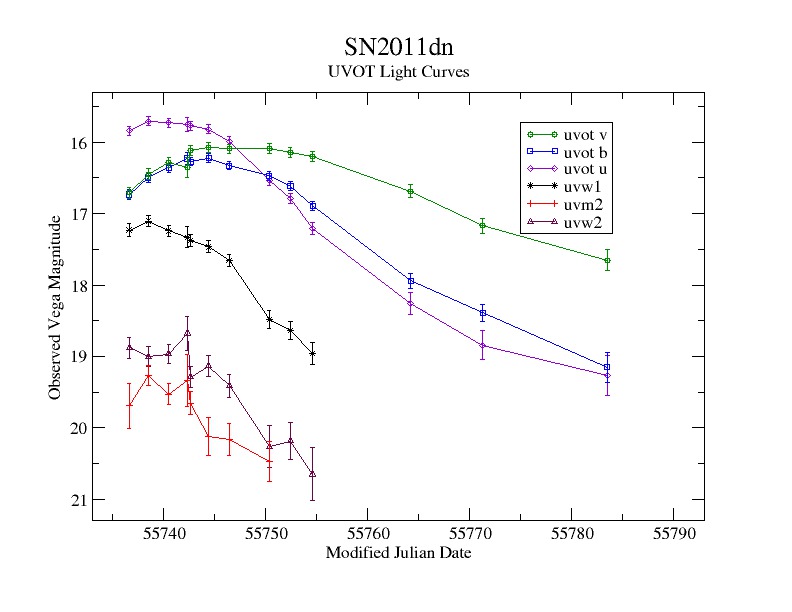 SN2011dn
UVOT Light Curves
uvot v
uvot b
uvot u
uvw1
uvm2
uvw2
16
17
18
19
20
21
Observed Vega Magnitude
55740 55750 55760 55770 55780 55790
Modified Julian Date